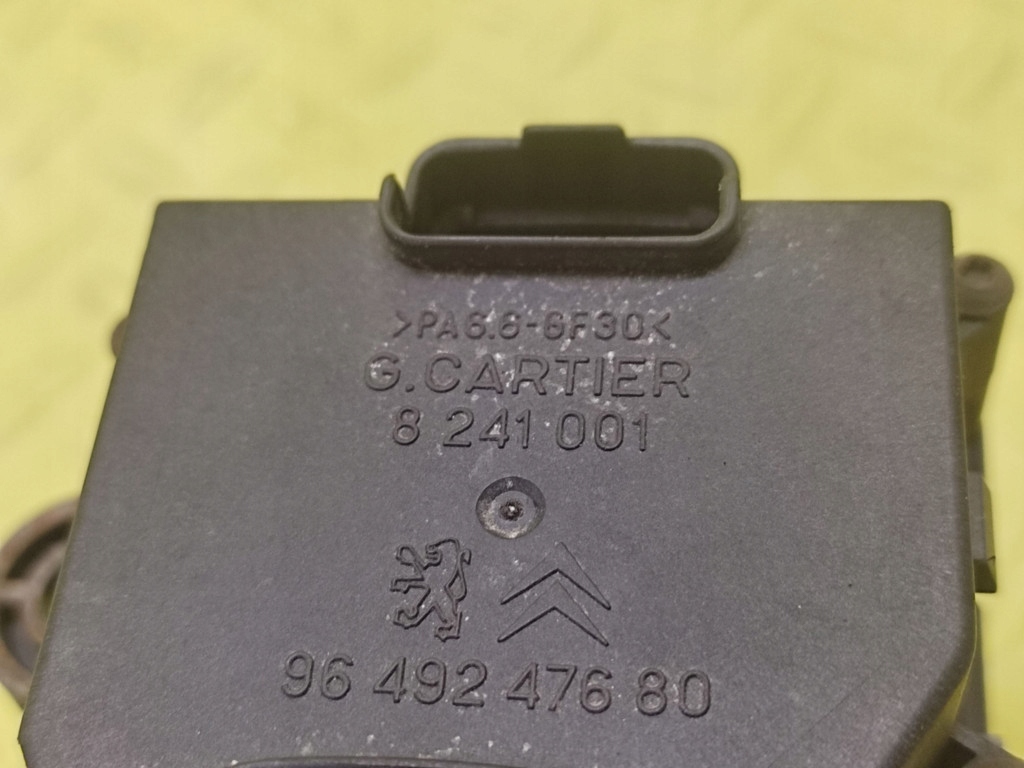 >PA6.6-GF30<
G.CARTIER
8 241 001
96 492 476 80